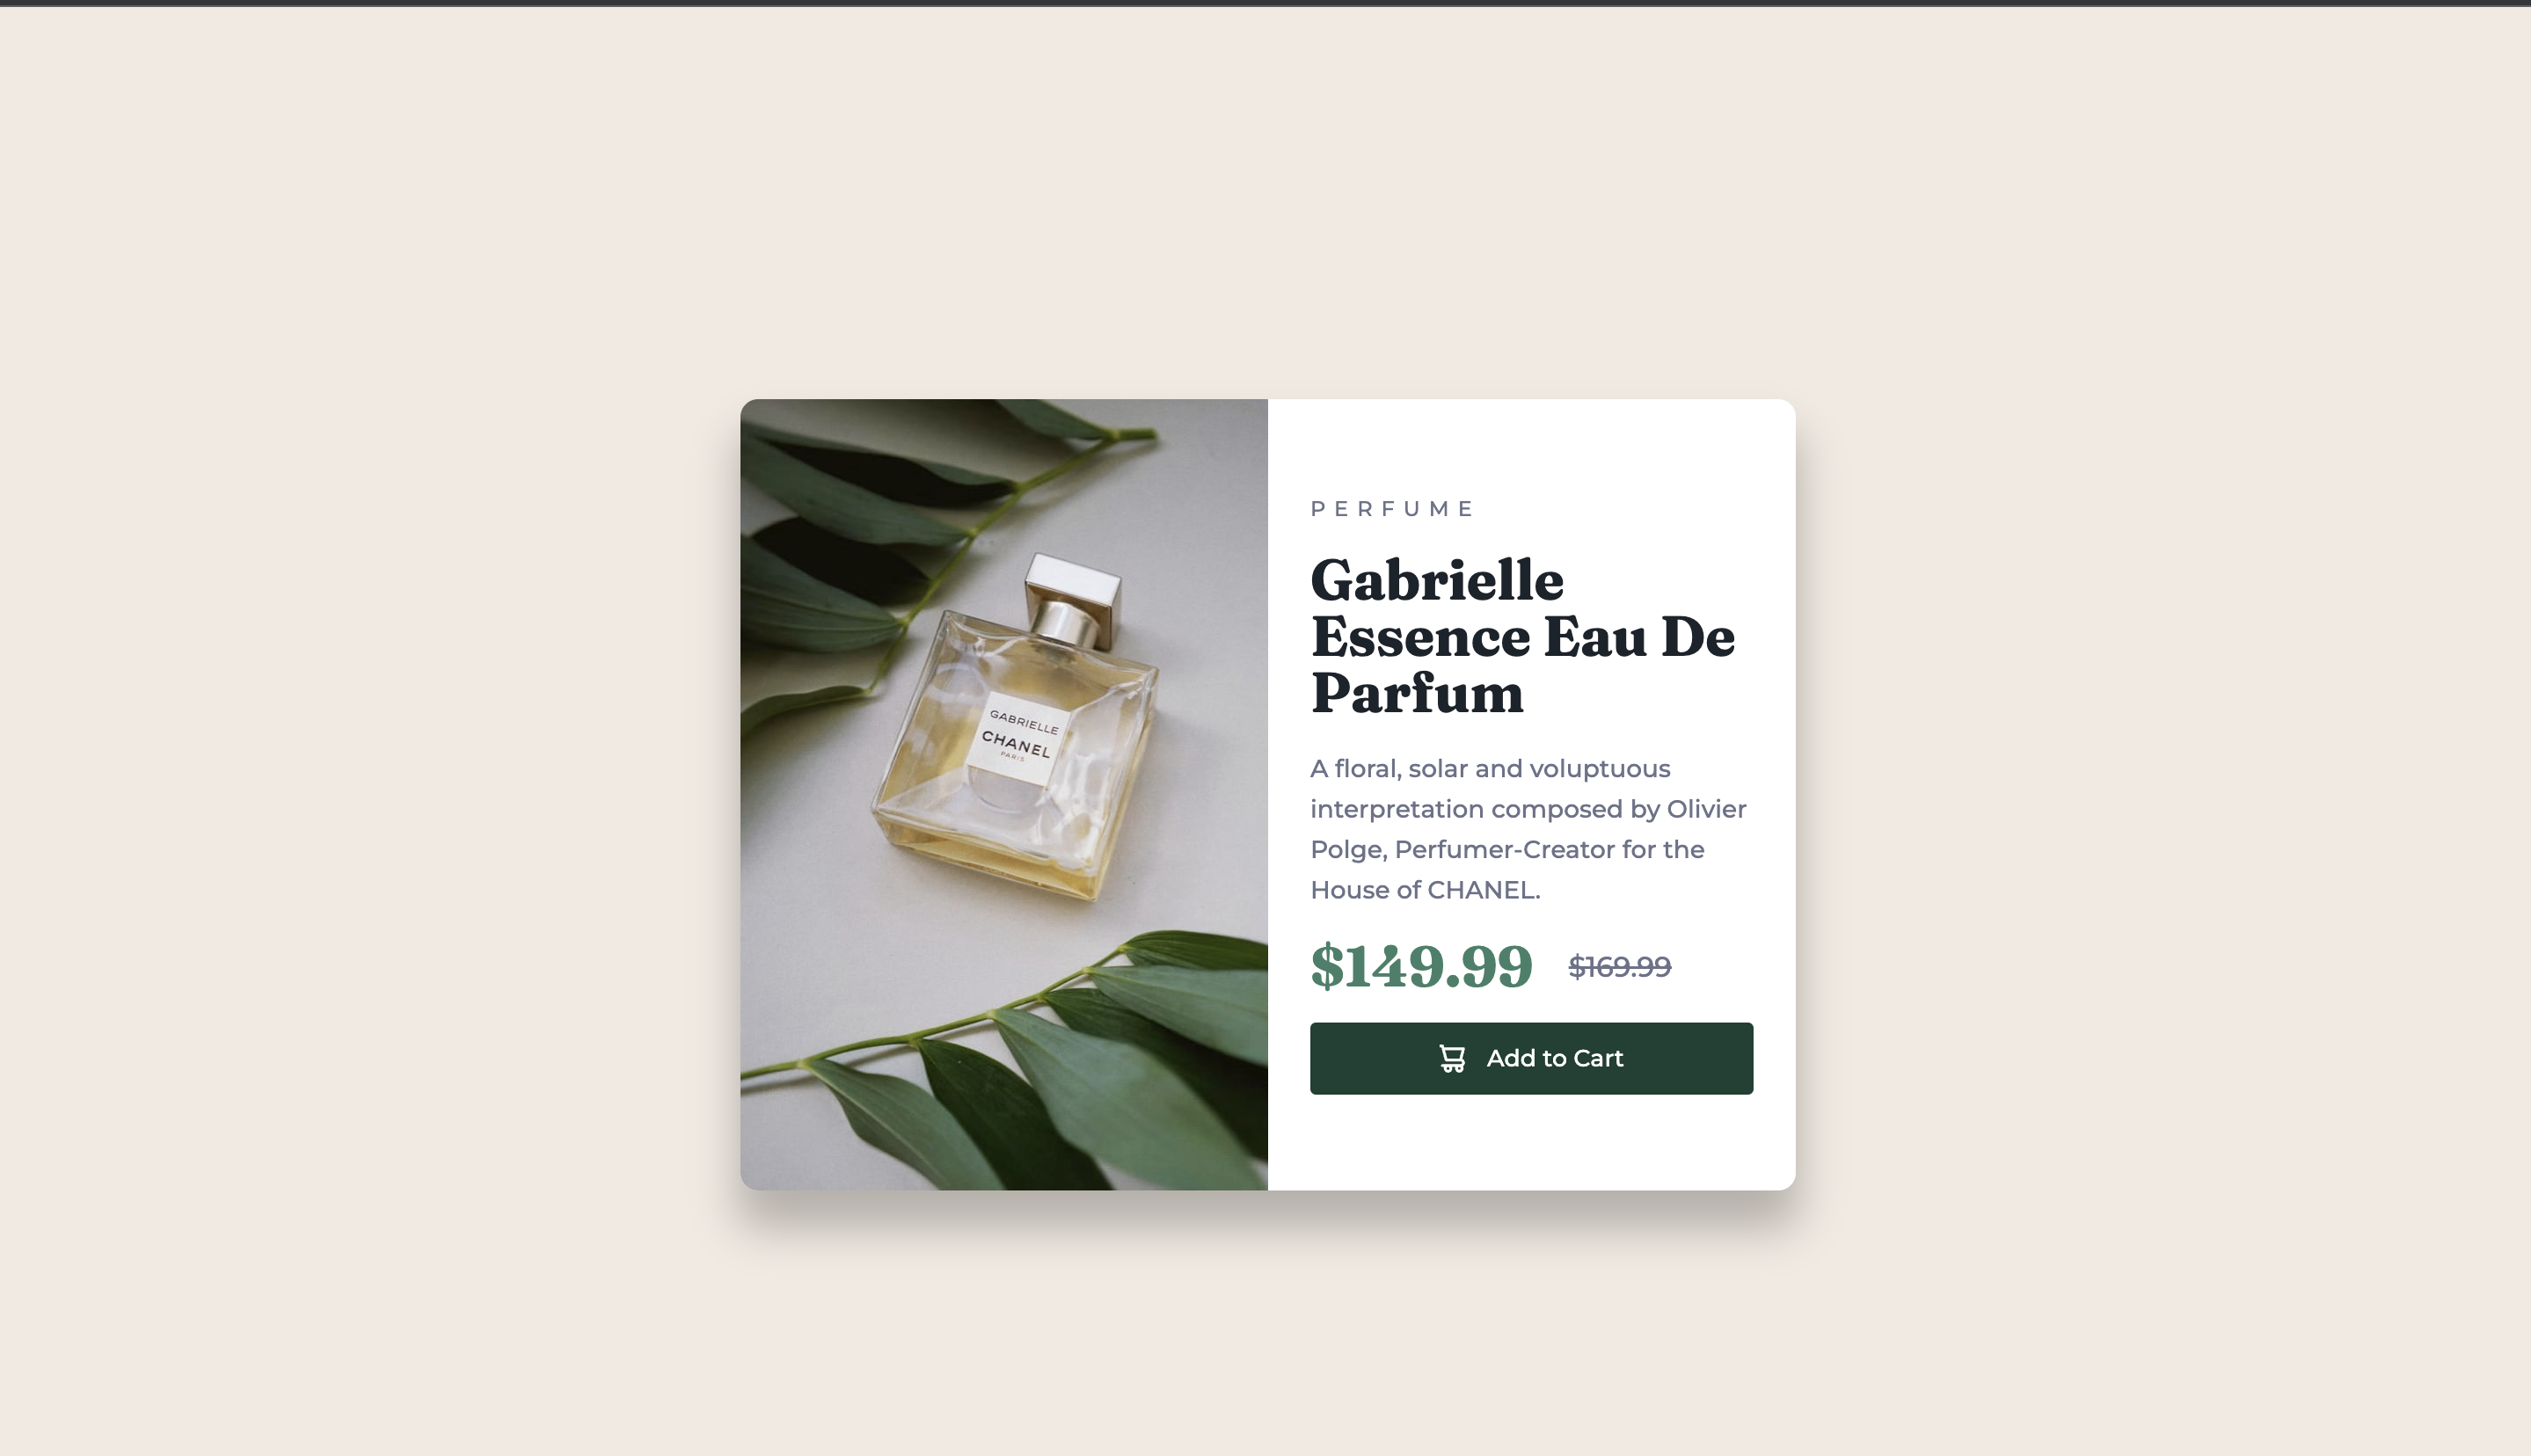 GABRIELLE
CHANEL
PARIS
PERFUME
Gabrielle
Essence Eau De
Parfum
A floral, solar and voluptuous
interpretation composed by Olivier
Polge, Perfumer-Creator for the
House of CHANEL.
$149.99 $169.99
Add to Cart